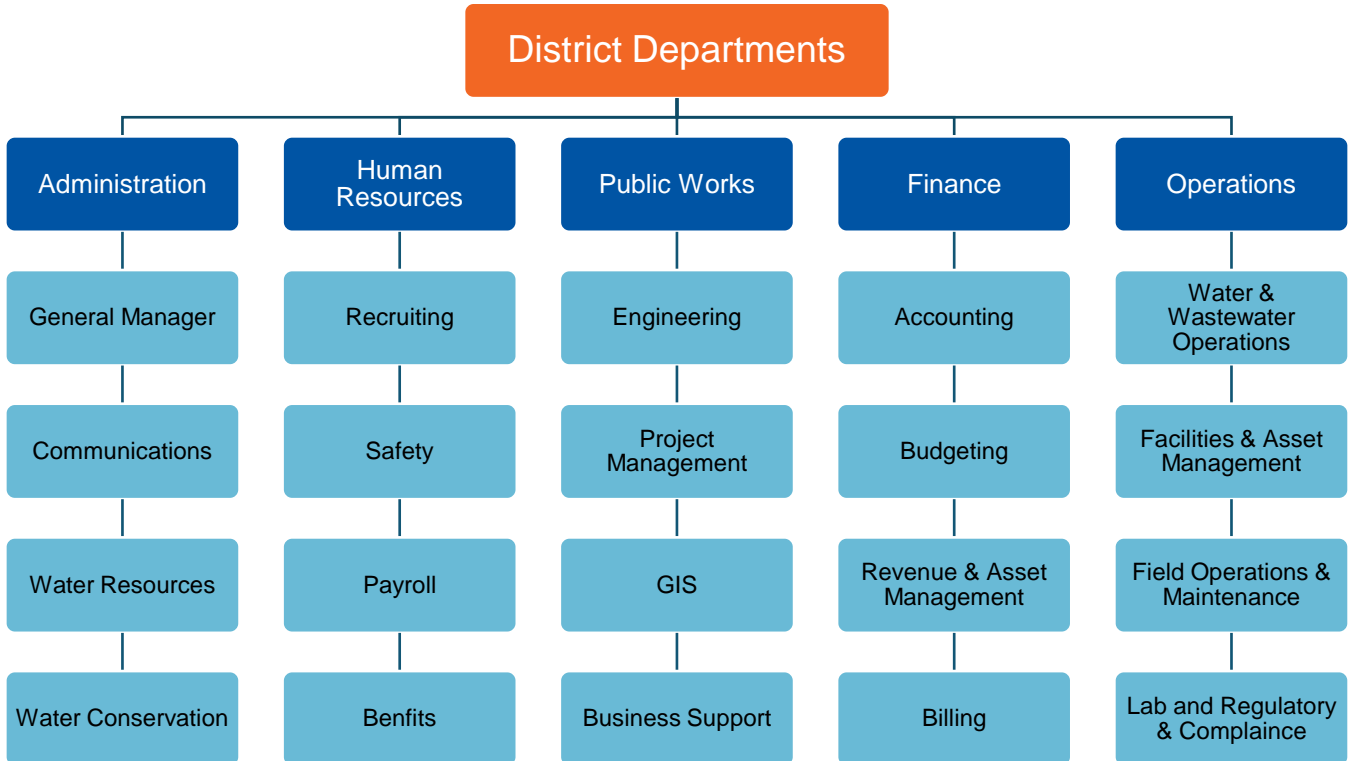 District Departments
Administration
Human
Resources
Public Works
Finance
Operations
General Manager
Recruiting
Engineering
Accounting
Water &
Wastewater
Operations
Communications
Safety
Project
Management
Budgeting
Facilities & Asset
Management
Water Resources
Payroll
GIS
Revenue & Asset
Management
Field Operations &
Maintenance
Water Conservation
Benfits
Business Support
Billing
Lab and Regulatory
& Complaince